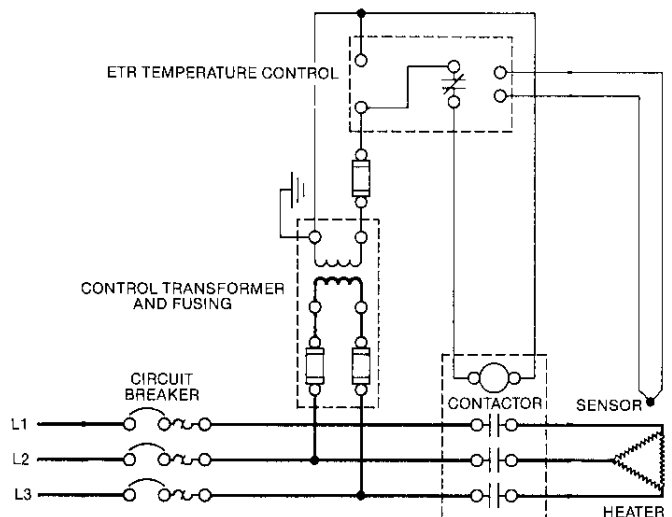 ETR TEMPERATURE CONTROL
CONTROL TRANSFORMER
AND FUSING
CIRCUIT
BREAKER
CONTACTOR
SENSOR
L1
L2
L3
HEATER